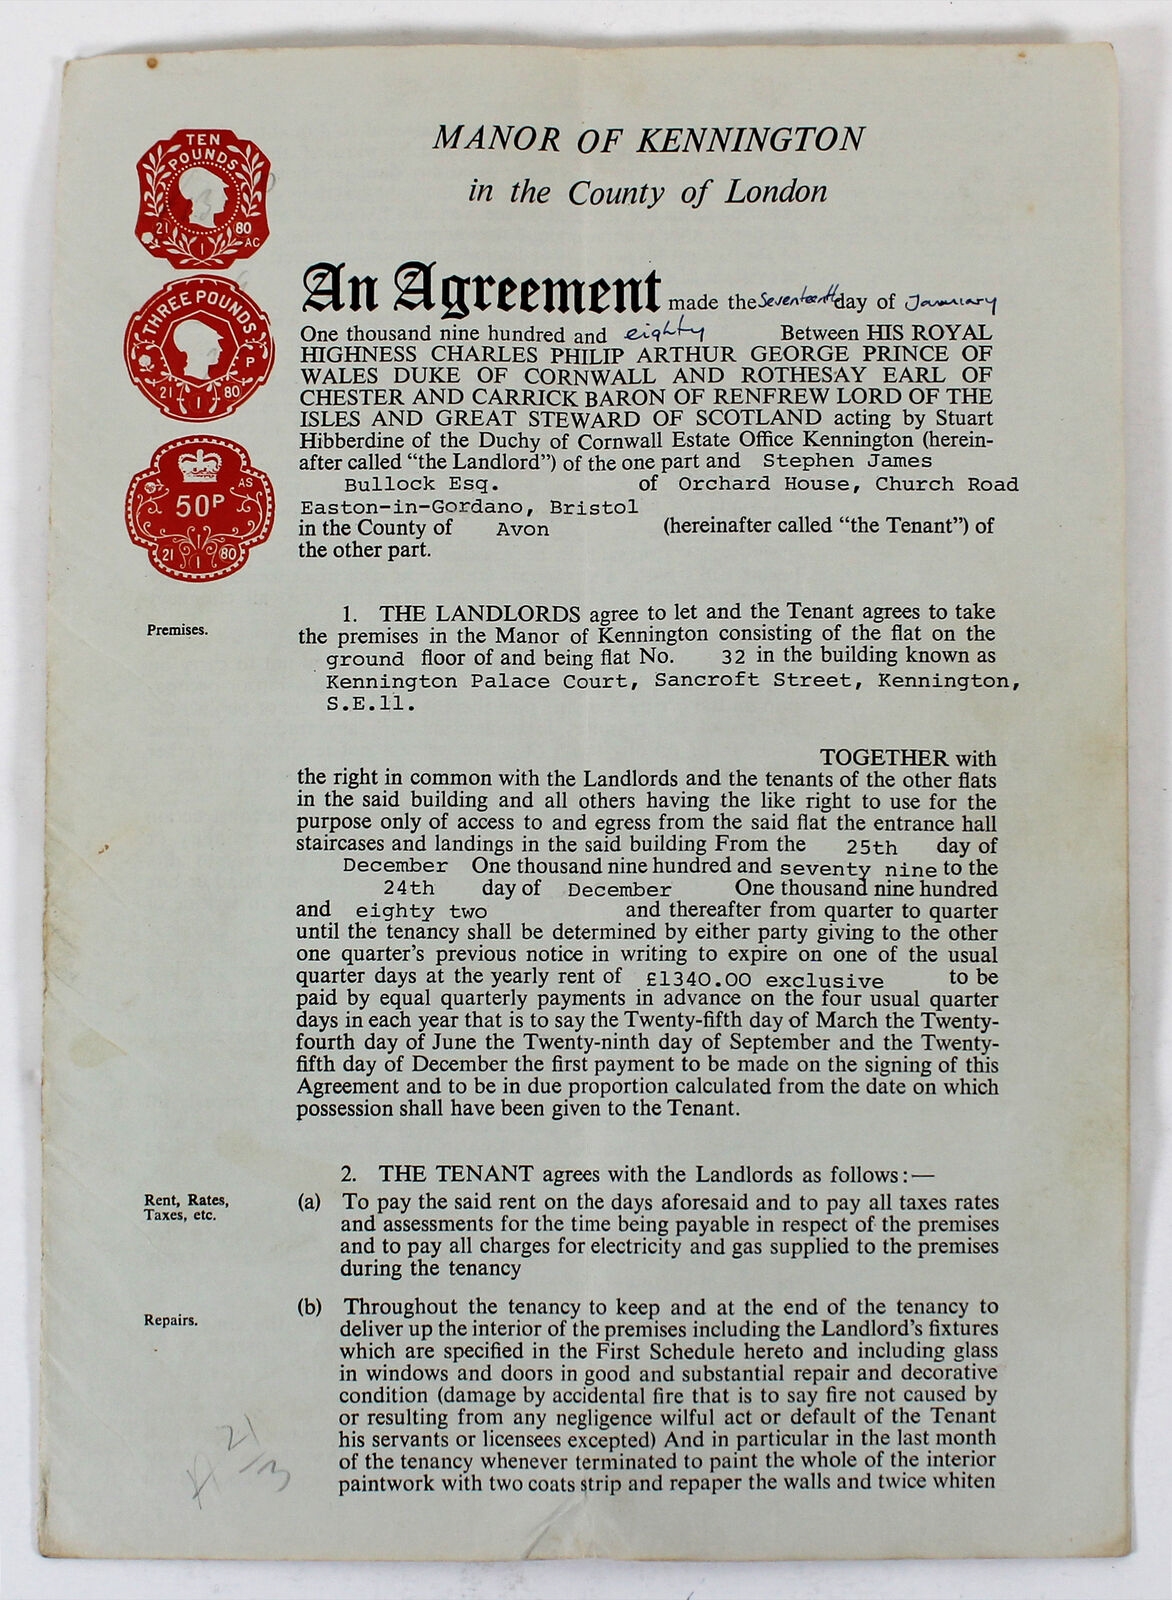 TEN
POUNDS
21 1 80
AC
THREE POUNDS
P
21 1 80
AS
50P
21 1 80
MANOR OF KENNINGTON
in the County of London
An Agreement made the Seventeenth day of January
One thousand nine hundred and eighty Between HIS ROYAL
HIGHNESS CHARLES PHILIP ARTHUR GEORGE PRINCE OF
WALES DUKE OF CORNWALL AND ROTHESAY EARL OF
CHESTER AND CARRICK BARON OF RENFREW LORD OF THE
ISLES AND GREAT STEWARD OF SCOTLAND acting by Stuart
Hibberdine of the Duchy of Cornwall Estate Office Kennington (herein-
after called "the Landlord") of the one part and Stephen James
Bullock Esq. of Orchard House, Church Road
Easton-in-Gordano, Bristol
in the County of Avon (hereinafter called "the Tenant") of
the other part.
Premises.
1. THE LANDLORDS agree to let and the Tenant agrees to take
the premises in the Manor of Kennington consisting of the flat on the
ground floor of and being flat No. 32 in the building known as
Kennington Palace Court, Sancroft Street, Kennington,
S.E.11.
TOGETHER with
the right in common with the Landlords and the tenants of the other flats
in the said building and all others having the like right to use for the
purpose only of access to and egress from the said flat the entrance hall
staircases and landings in the said building From the 25th day of
December One thousand nine hundred and seventy nine to the
24th day of December One thousand nine hundred
and eighty two and thereafter from quarter to quarter
until the tenancy shall be determined by either party giving to the other
one quarter's previous notice in writing to expire on one of the usual
quarter days at the yearly rent of £1340.00 exclusive to be
paid by equal quarterly payments in advance on the four usual quarter
days in each year that is to say the Twenty-fifth day of March the Twenty-
fourth day of June the Twenty-ninth day of September and the Twenty-
fifth day of December the first payment to be made on the signing of this
Agreement and to be in due proportion calculated from the date on which
possession shall have been given to the Tenant.
2. THE TENANT agrees with the Landlords as follows:—
Rent, Rates,
Taxes, etc.
(a) To pay the said rent on the days aforesaid and to pay all taxes rates
and assessments for the time being payable in respect of the premises
and to pay all charges for electricity and gas supplied to the premises
during the tenancy
Repairs.
(b) Throughout the tenancy to keep and at the end of the tenancy to
deliver up the interior of the premises including the Landlord's fixtures
which are specified in the First Schedule hereto and including glass
in windows and doors in good and substantial repair and decorative
condition (damage by accidental fire that is to say fire not caused by
or resulting from any negligence wilful act or default of the Tenant
his servants or licensees excepted) And in particular in the last month
of the tenancy whenever terminated to paint the whole of the interior
paintwork with two coats strip and repaper the walls and twice whiten
21/3